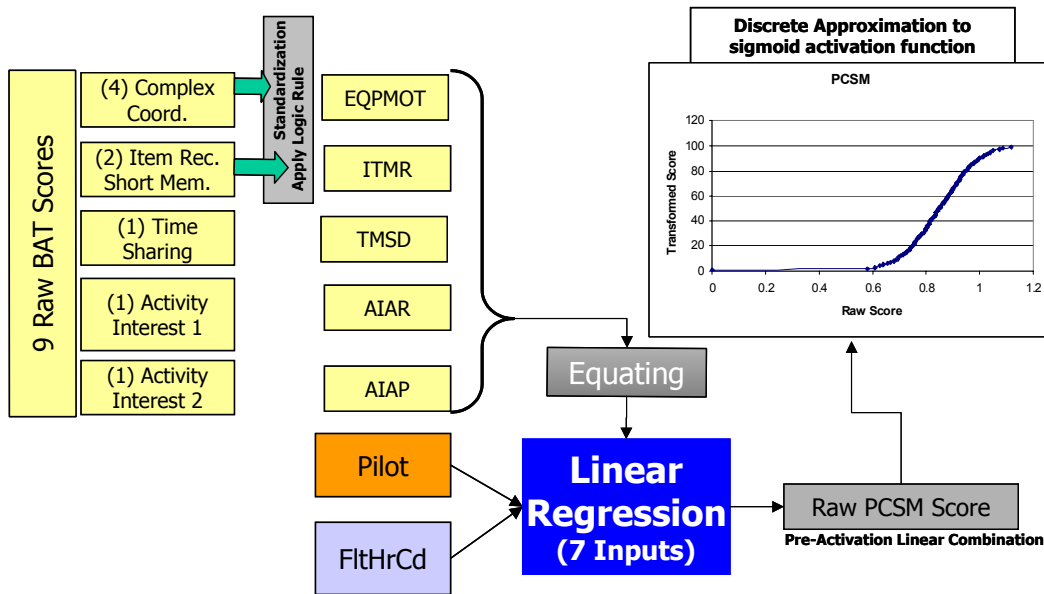 9 Raw BAT Scores
(4) Complex
Coord.
(2) Item Rec.
Short Mem.
(1) Time
Sharing
(1) Activity
Interest 1
(1) Activity
Interest 2
Standardization
Apply Logic Rule
EQPMOT
ITMR
TMSD
AIAR
AIAP
Pilot
FltHrCd
Equating
Linear
Regression
(7 Inputs)
Raw PCSM Score
Pre-Activation Linear Combination
Discrete Approximation to
sigmoid activation function
PCSM
Transformed Score
120
100
80
60
40
20
0
0 0.2 0.4 0.6 0.8 1 1.2
Raw Score